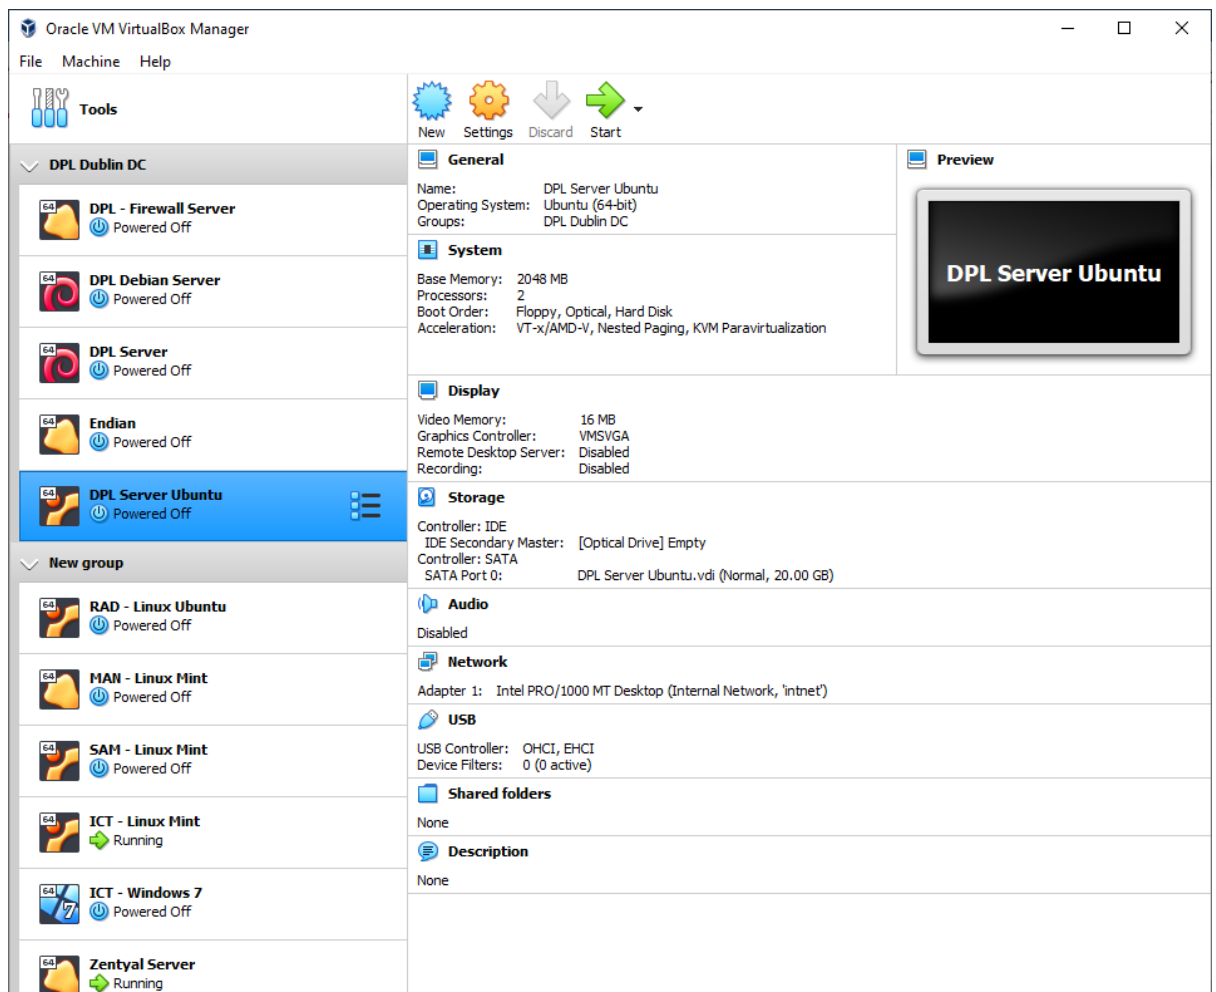 Oracle VM VirtualBox Manager
File Machine Help
Tools
New Settings Discard Start
DPL Dublin DC
64
DPL - Firewall Server
Powered Off
64
DPL Debian Server
Powered Off
64
DPL Server
Powered Off
64
Endian
Powered Off
64
DPL Server Ubuntu
Powered Off
New group
64
RAD - Linux Ubuntu
Powered Off
64
MAN - Linux Mint
Powered Off
64
SAM - Linux Mint
Powered Off
64
ICT - Linux Mint
Running
64
7
ICT - Windows 7
Powered Off
64
Zentyal Server
Running
General
Name: DPL Server Ubuntu
Operating System: Ubuntu (64-bit)
Groups: DPL Dublin DC
System
Base Memory: 2048 MB
Processors: 2
Boot Order: Floppy, Optical, Hard Disk
Acceleration: VT-x/AMD-V, Nested Paging, KVM Paravirtualization
Preview
DPL Server Ubuntu
Display
Video Memory: 16 MB
Graphics Controller: VMSVGA
Remote Desktop Server: Disabled
Recording: Disabled
Storage
Controller: IDE
IDE Secondary Master: [Optical Drive] Empty
Controller: SATA
SATA Port 0: DPL Server Ubuntu.vdi (Normal, 20.00 GB)
Audio
Disabled
Network
Adapter 1: Intel PRO/1000 MT Desktop (Internal Network, 'intnet')
USB
USB Controller: OHCI, EHCI
Device Filters: 0 (0 active)
Shared folders
None
Description
None